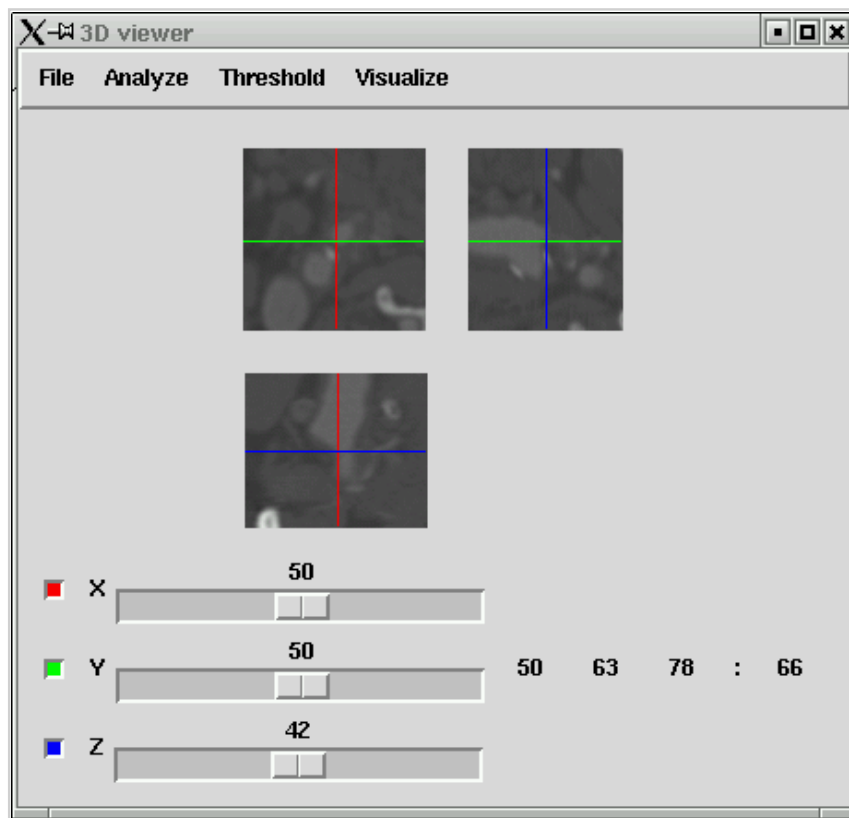 3D viewer
File Analyze Threshold Visualize
50
X
50
Y 50 63 78 : 66
42
Z